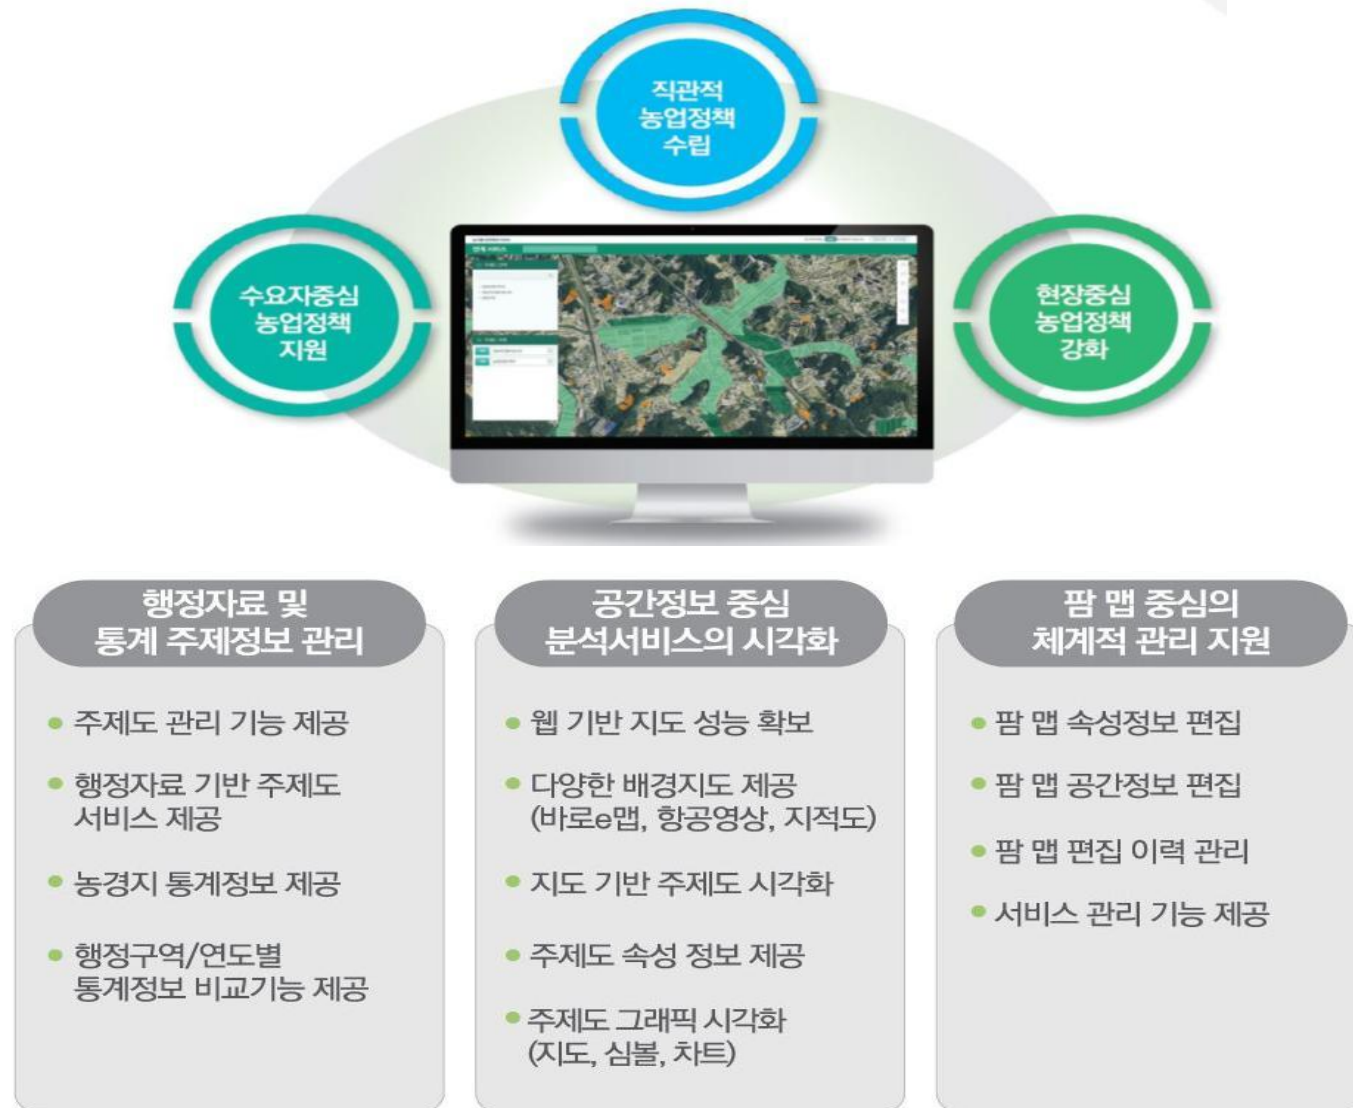 직관적
농업정책
수립
수요자중심
농업정책
지원
현장중심
농업정책
강화
행정자료 및
통계 주제정보 관리
• 주제도 관리 기능 제공
• 행정자료 기반 주제도
서비스 제공
• 농경지 통계정보 제공
• 행정구역/연도별
통계정보 비교기능 제공
공간정보 중심
분석서비스의 시각화
• 웹 기반 지도 성능 확보
• 다양한 배경지도 제공
(바로e맵, 항공영상, 지적도)
• 지도 기반 주제도 시각화
• 주제도 속성 정보 제공
• 주제도 그래픽 시각화
(지도, 심볼, 차트)
팜 맵 중심의
체계적 관리 지원
• 팜 맵 속성정보 편집
• 팜 맵 공간정보 편집
• 팜 맵 편집 이력 관리
• 서비스 관리 기능 제공